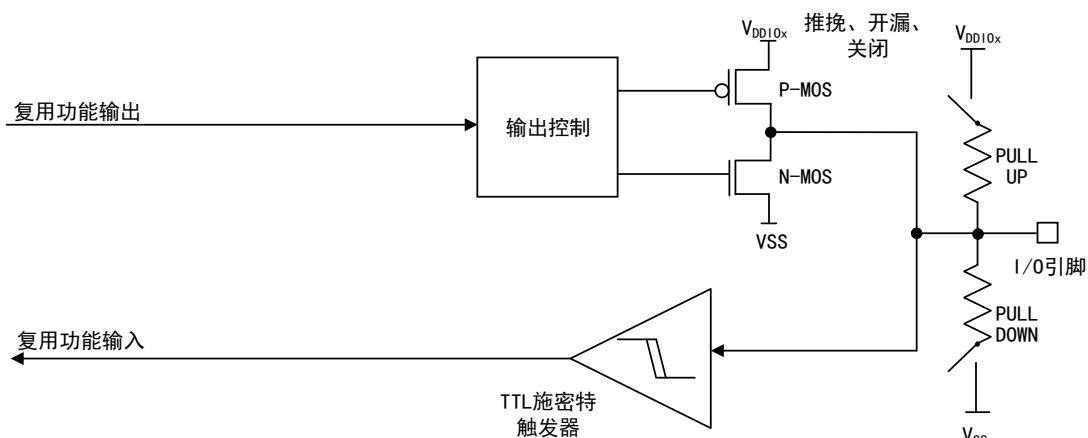 V_DDIOx
推挽、开漏、
关闭
V_DDIOx
P-MOS
复用功能输出
输出控制
PULL
UP
N-MOS
VSS
I/O引脚
PULL
DOWN
复用功能输入
TTL施密特
触发器